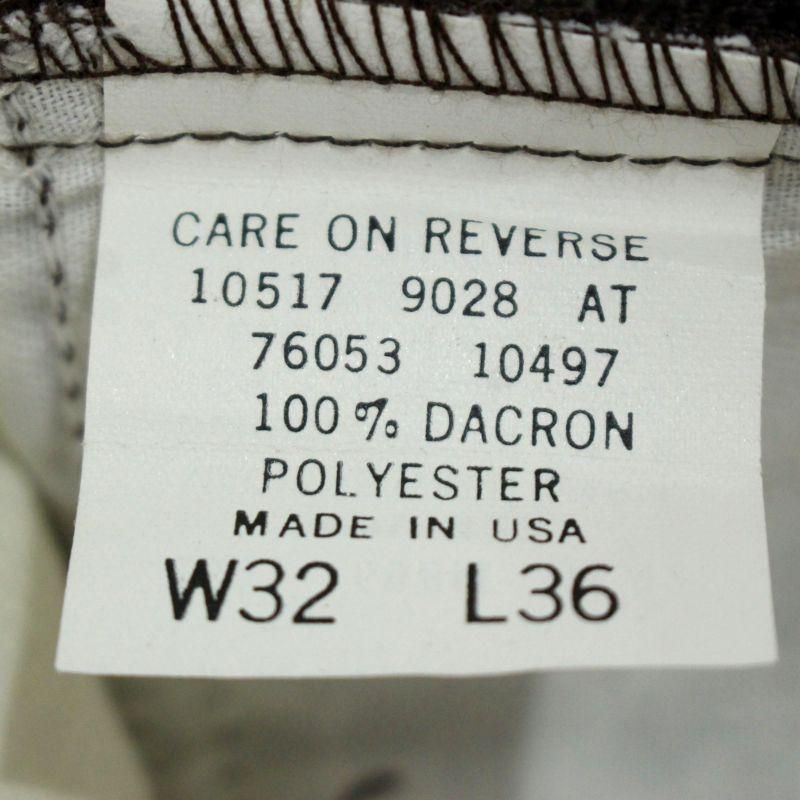 CARE ON REVERSE
10517 9028 AT
76053 10497
100% DACRON
POLYESTER
MADE IN USA
W32 L36